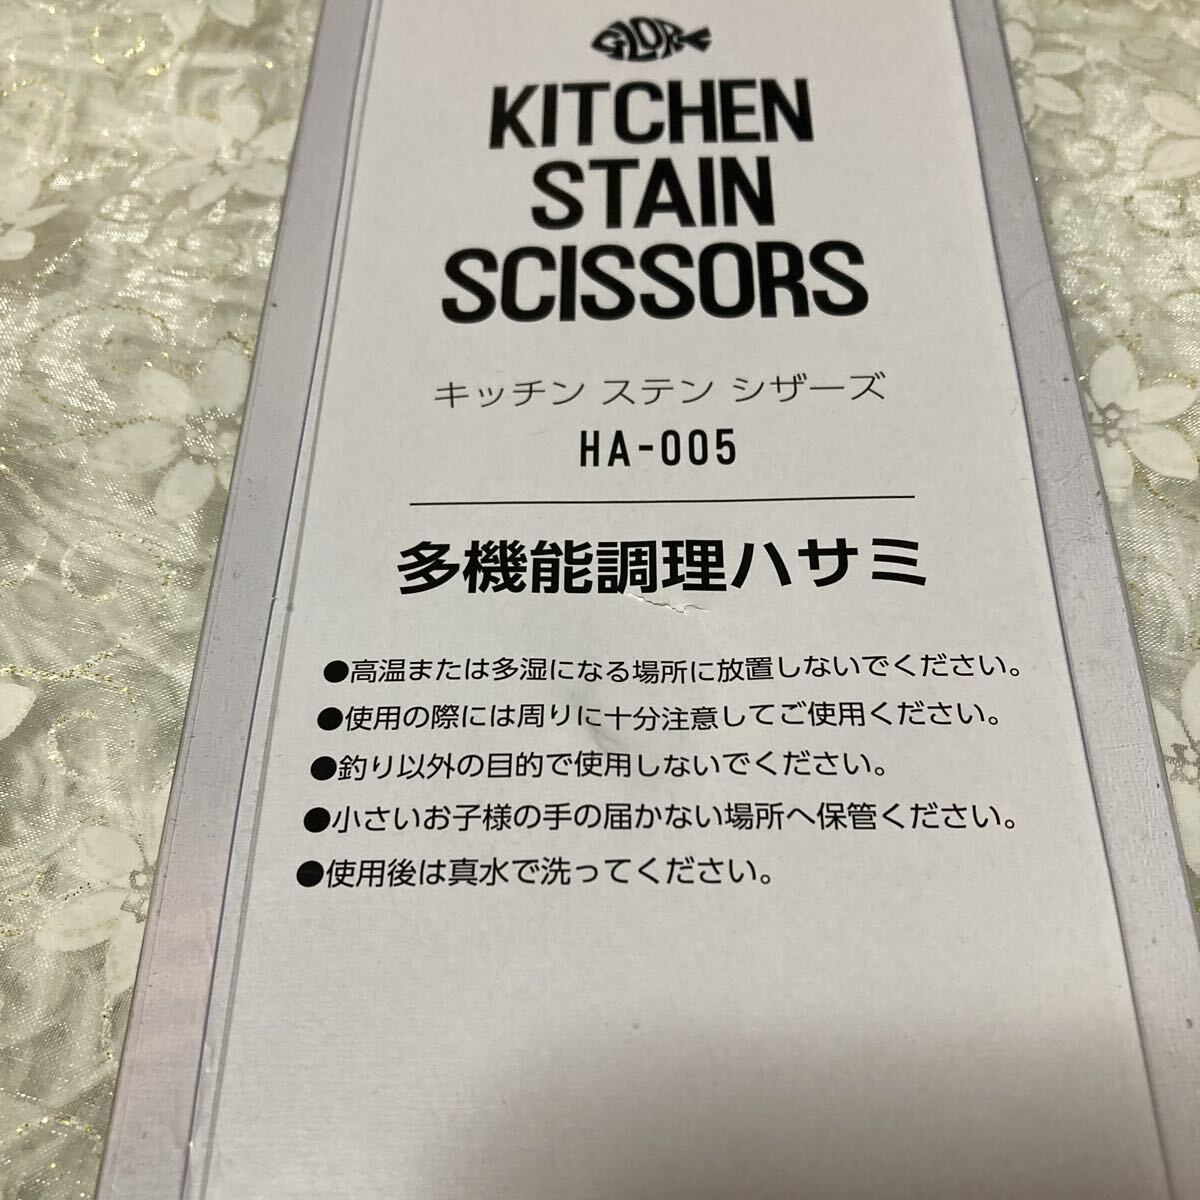 GLORY
KITCHEN
STAIN
SCISSORS
キッチン ステン シザーズ
HA-005
多機能調理ハサミ
●高温または多湿になる場所に放置しないでください。
●使用の際には周りに十分注意してご使用ください。
●釣り以外の目的で使用しないでください。
●小さいお子様の手の届かない場所へ保管ください。
●使用後は真水で洗ってください。